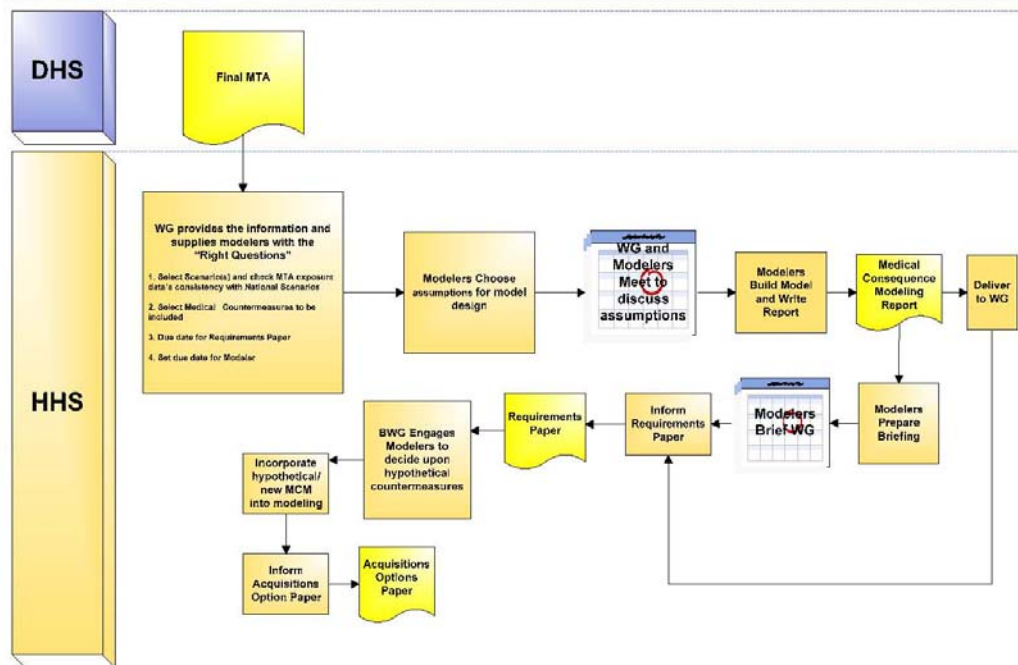 DHS
Final MTA
HHS
WG provides the information and
supplies modelers with the
"Right Questions"
1. Select Scenario(s) and check MTA exposure
data's consistency with National Scenarios
2. Select Medical Countermeasures to be
included
3. Due date for Requirements Paper
4. Set due date for Modeler
Modelers Choose
assumptions for model
design
WG and
Modelers
Meet to
discuss
assumptions
Modelers
Build Model
and Write
Report
Medical
Consequence
Modeling
Report
Deliver
to WG
Modelers
Prepare
Briefing
Modelers
Brief WG
Inform
Requirements
Paper
Requirements
Paper
BWG Engages
Modelers to
decide upon
hypothetical
countermeasures
Incorporate
hypothetical/
new MCM
into modeling
Inform
Acquisitions
Option Paper
Acquisitions
Options
Paper